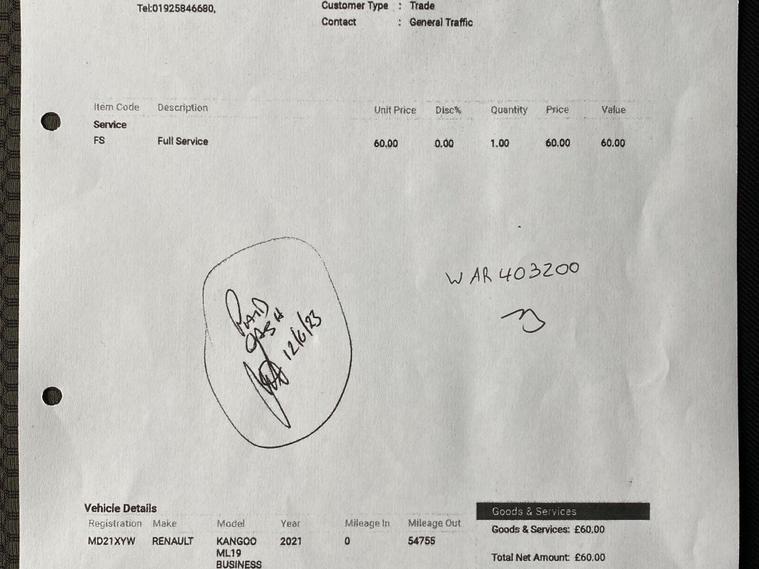 Tel:01925846680,
Customer Type : Trade
Contact : General Traffic
Item Code Description Unit Price Disc% Quantity Price Value
Service
FS Full Service 60.00 0.00 1.00 60.00 60.00
WAR403200
PAID
CASH
12/6/23
Vehicle Details
Registration Make Model Year Mileage In Mileage Out
MD21XYW RENAULT KANGOO 2021 0 54755
ML19
BUSINESS
Goods & Services
Goods & Services: £60.00
Total Net Amount: £60.00